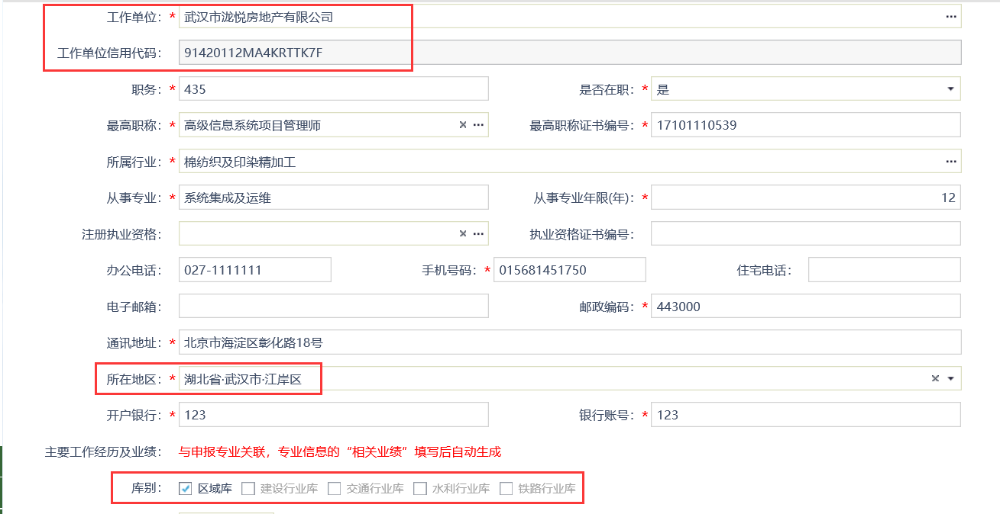 工作单位：* 武汉市泷悦房地产有限公司 ···
工作单位信用代码： 91420112MA4KRTTK7F
职务：* 435 是否在职：* 是
最高职称：* 高级信息系统项目管理师 × ··· 最高职称证书编号：* 17101110539
所属行业：* 棉纺织及印染精加工 ···
从事专业：* 系统集成及运维 从事专业年限(年)：* 12
注册执业资格： × ··· 执业资格证书编号：
办公电话： 027-1111111 手机号码：* 015681451750 住宅电话：
电子邮箱： 邮政编码：* 443000
通讯地址：* 北京市海淀区彰化路18号
所在地区：* 湖北省·武汉市·江岸区 ×
开户银行：* 123 银行账号：* 123
主要工作经历及业绩： 与申报专业关联，专业信息的“相关业绩”填写后自动生成
库别： 区域库 建设行业库 交通行业库 水利行业库 铁路行业库